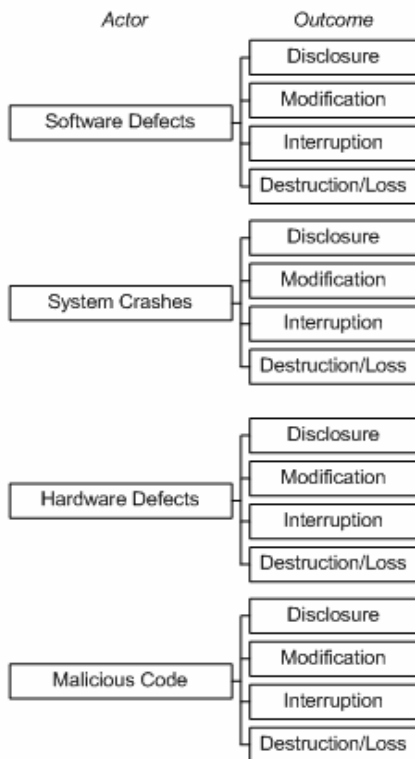 Actor Outcome
Disclosure
Modification
Software Defects
Interruption
Destruction/Loss
Disclosure
Modification
System Crashes
Interruption
Destruction/Loss
Disclosure
Modification
Hardware Defects
Interruption
Destruction/Loss
Disclosure
Modification
Malicious Code
Interruption
Destruction/Loss